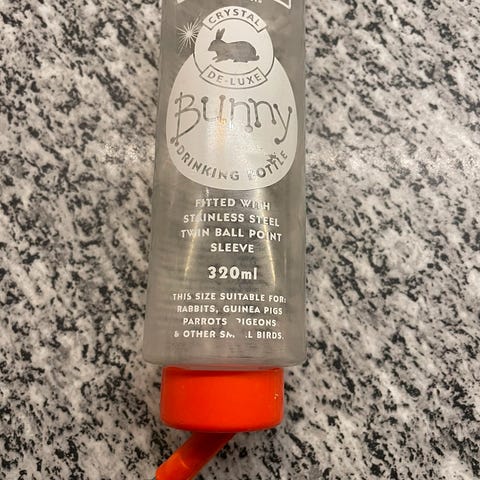 CRYSTAL
DE-LUXE
Bunny
DRINKING BOTTLE
FITTED WITH
STAINLESS STEEL
TWIN BALL POINT
SLEEVE
320ml
THIS SIZE SUITABLE FOR:
RABBITS, GUINEA PIGS
PARROTS PIGEONS
& OTHER SMALL BIRDS.